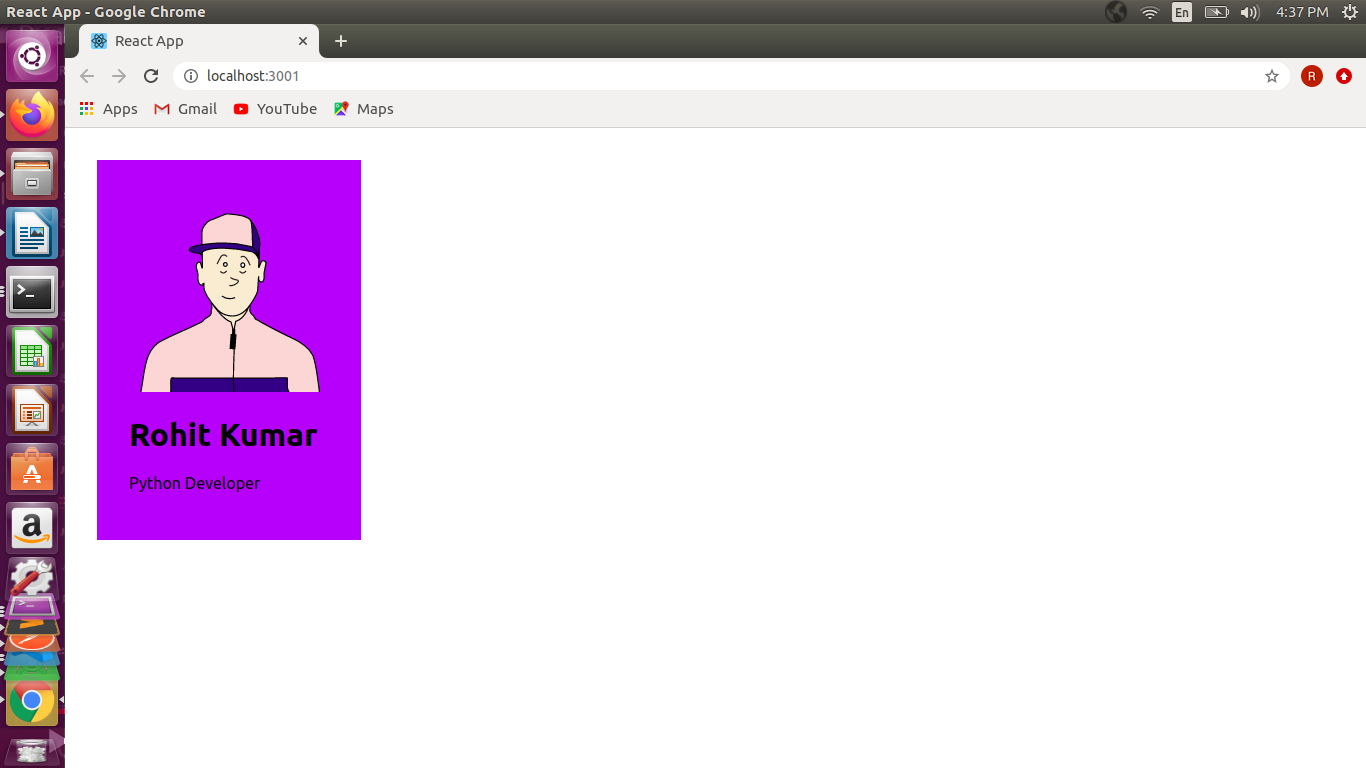 React App - Google Chrome
En
4:37 PM
React App
localhost:3001
R
Apps
Gmail
YouTube
Maps
Rohit Kumar
Python Developer